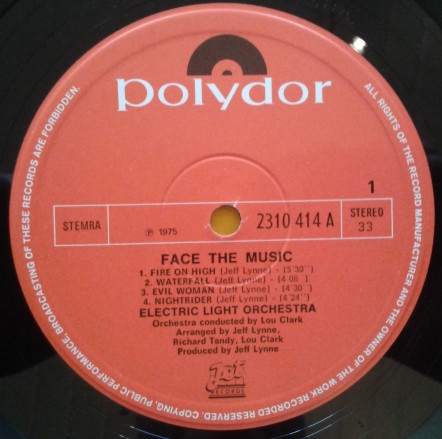 polydor
1
STEMRA
℗ 1975
2310 414 A
STEREO
33
FACE THE MUSIC
1. FIRE ON HIGH (Jeff Lynne) - (5'30")
2. WATERFALL (Jeff Lynne) - (4'08")
3. EVIL WOMAN (Jeff Lynne) - (4'30")
4. NIGHTRIDER (Jeff Lynne) - (4'24")
ELECTRIC LIGHT ORCHESTRA
Orchestra conducted by Lou Clark
Arranged by Jeff Lynne,
Richard Tandy, Lou Clark
Produced by Jeff Lynne
Jet
RECORDS
ALL RIGHTS OF THE RECORD MANUFACTURER AND THE OWNER OF THE WORK RECORDED RESERVED. COPYING, PUBLIC PERFORMANCE, BROADCASTING OF THESE RECORDS ARE FORBIDDEN.